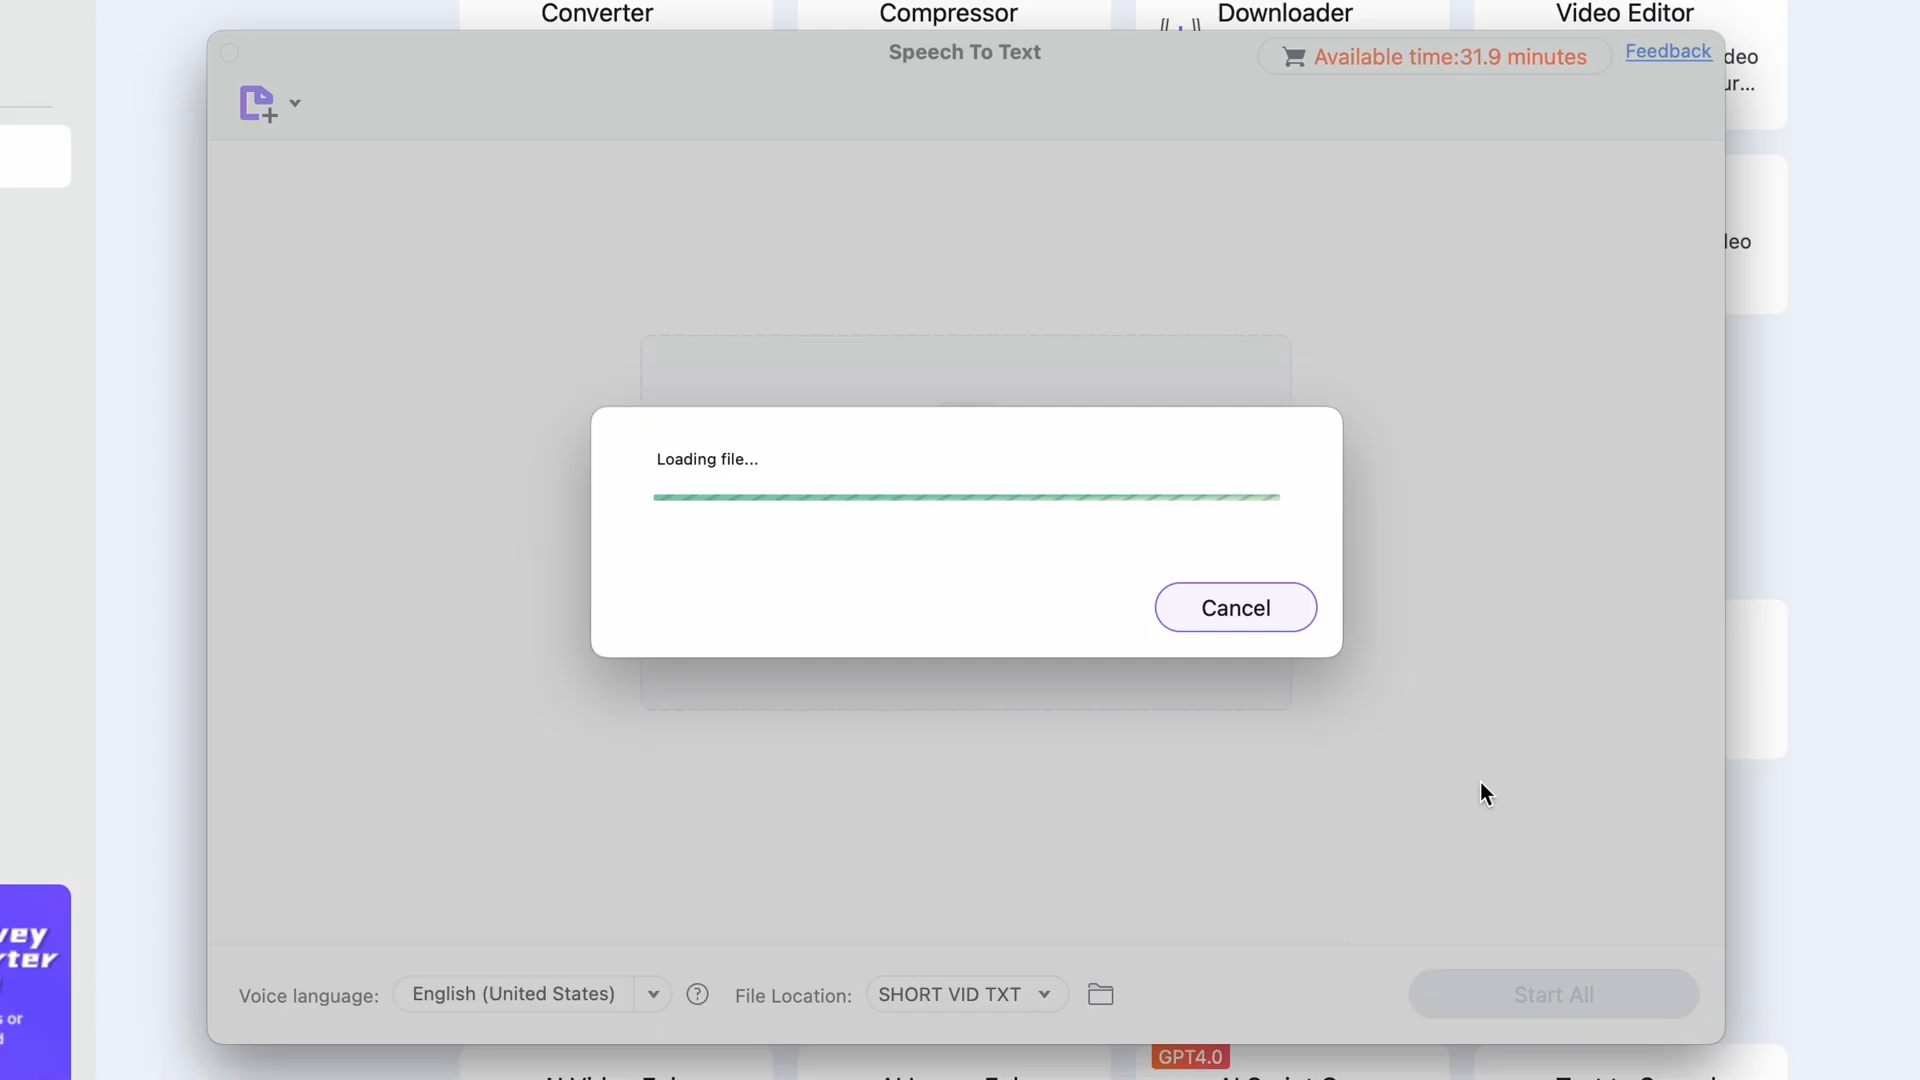 Converter
Compressor
Downloader
Video Editor
Speech To Text
Available time:31.9 minutes
Feedback
deo
ur...
leo
Loading file...
Cancel
vey
rter
s or
d
Voice language:
English (United States)
?
File Location:
SHORT VID TXT
Start All
GPT4.0